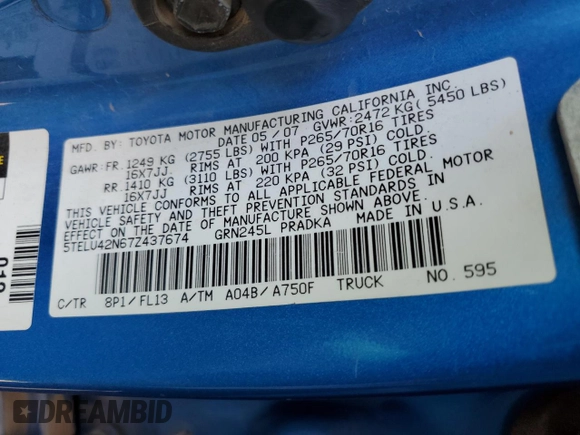 MFD. BY: TOYOTA MOTOR MANUFACTURING CALIFORNIA INC.
DATE 05/07 GVWR:2472 KG( 5450 LBS)
GAWR:FR.1249 KG (2755 LBS) WITH P265/70R16 TIRES
16X7JJ. RIMS AT 200 KPA (29 PSI) COLD.
RR.1410 KG (3110 LBS) WITH P265/70R16 TIRES
16X7JJ RIMS AT 220 KPA (32 PSI) COLD.
THIS VEHICLE CONFORMS TO ALL APPLICABLE FEDERAL MOTOR
VEHICLE SAFETY AND THEFT PREVENTION STANDARDS IN
EFFECT ON THE DATE OF MANUFACTURE SHOWN ABOVE.
5TELU42N67Z437674 GRN245L PRADKA MADE IN U.S.A.
C/TR 8P1/FL13 A/TM A04B/A750F TRUCK NO. 595
DREAMBID